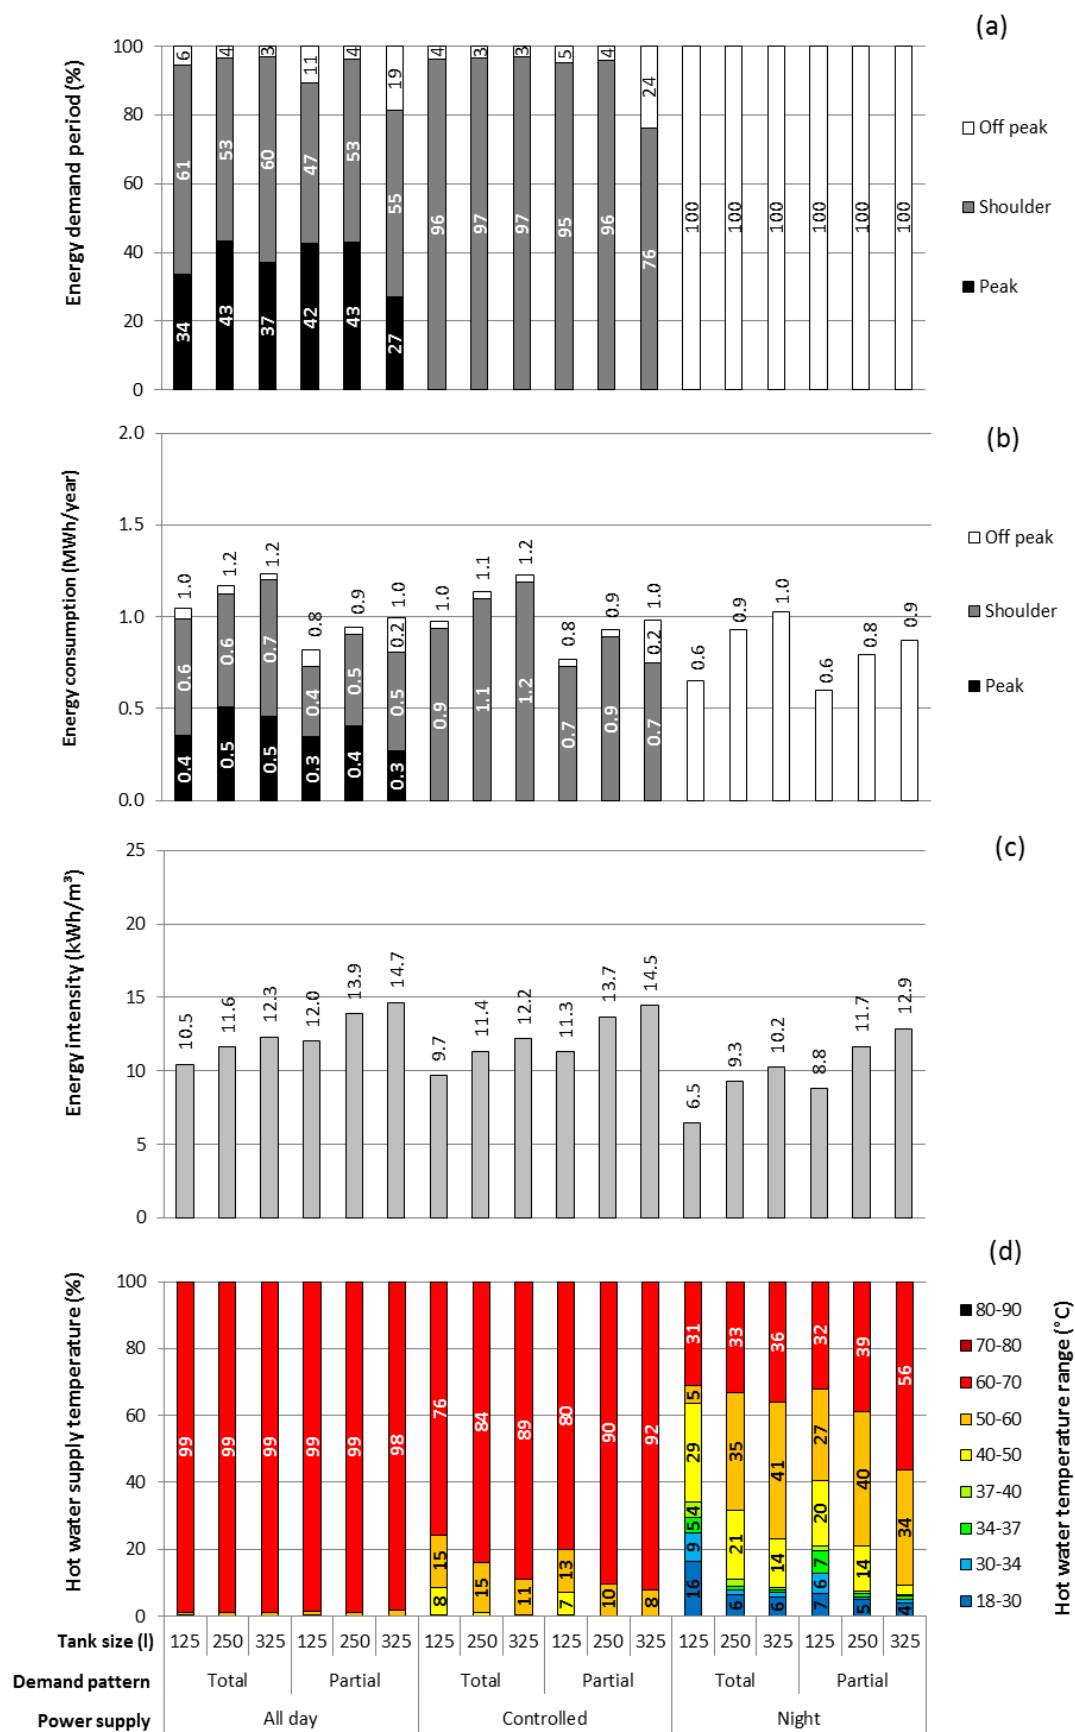 (a)
Energy demand period (%)
100
80
60
40
20
0
6 4 3 11 4 19 4 3 3 5 4 24
61 53 60 47 53 55 96 97 97 95 96 76 100 100 100 100 100 100
34 43 37 42 43 27
Off peak
Shoulder
Peak
(b)
Energy consumption (MWh/year)
2.0
1.5
1.0
0.5
0.0
1.0 1.2 1.2 0.8 0.9 1.0 1.0 1.1 1.2 0.8 0.9 1.0 0.6 0.9 1.0 0.6 0.8 0.9
0.2 0.2
0.6 0.6 0.7 0.4 0.5 0.5 0.9 1.1 1.2 0.7 0.9 0.7
0.4 0.5 0.5 0.3 0.4 0.3
Off peak
Shoulder
Peak
(c)
Energy intensity (kWh/m³)
25
20
15
10
5
0
10.5 11.6 12.3 12.0 13.9 14.7 9.7 11.4 12.2 11.3 13.7 14.5 6.5 9.3 10.2 8.8 11.7 12.9
(d)
Hot water supply temperature (%)
100
80
60
40
20
0
99 99 99 99 99 98 76 84 89 80 90 92 31 33 36 32 39 56
15 15 11 13 10 8 5 35 41 27 40 34
8 7 29 21 14 20 14
4
5 7
9 6
16 6 6 7 5 4
80-90
70-80
60-70
50-60
40-50
37-40
34-37
30-34
18-30
Hot water temperature range (°C)
Tank size (l) 125 250 325 125 250 325 125 250 325 125 250 325 125 250 325 125 250 325
Demand pattern Total Partial Total Partial Total Partial
Power supply All day Controlled Night